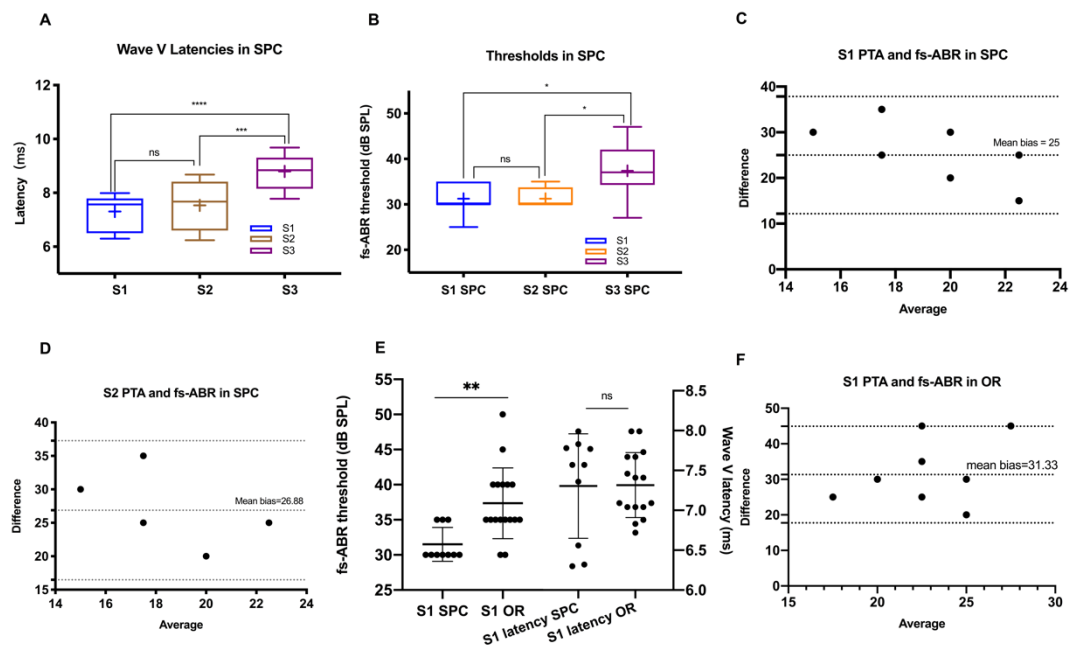 A
Wave V Latencies in SPC
Latency (ms)
12
10
8
6
****
***
ns
S1
S2
S3
S1
S2
S3
B
Thresholds in SPC
fs-ABR threshold (dB SPL)
50
40
30
20
*
*
ns
S1
S2
S3
S1 SPC
S2 SPC
S3 SPC
C
S1 PTA and fs-ABR in SPC
Difference
40
30
20
10
0
Mean bias = 25
14
16
18
20
22
24
Average
D
S2 PTA and fs-ABR in SPC
Difference
40
35
30
25
20
15
Mean bias=26.88
14
16
18
20
22
24
Average
E
fs-ABR threshold (dB SPL)
55
50
45
40
35
30
25
**
ns
8.5
8.0
7.5
7.0
6.5
6.0
Wave V latency (ms)
S1 SPC
S1 OR
S1 latency SPC
S1 latency OR
F
S1 PTA and fs-ABR in OR
Difference
50
40
30
20
10
0
mean bias=31.33
15
20
25
30
Average